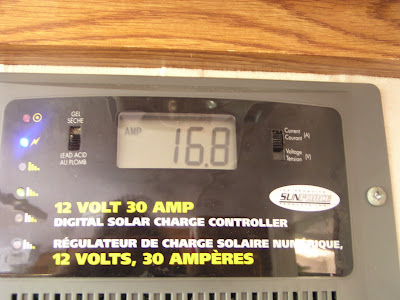 GEL
SÈCHE
LEAD ACID
AU PLOMB
AMP
16.8
Current
Courant (A)
Voltage
Tension (V)
SUNFORCE
12 VOLT 30 AMP
DIGITAL SOLAR CHARGE CONTROLLER
RÉGULATEUR DE CHARGE SOLAIRE NUMÉRIQUE,
12 VOLTS, 30 AMPÈRES